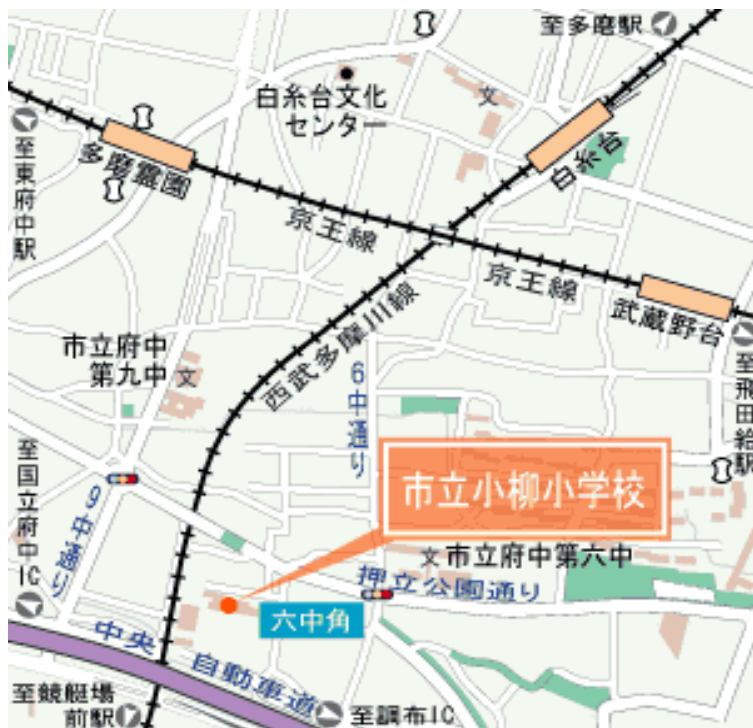 至多磨駅
白糸台文化
センター
文
至東府中駅
多磨霊園
白糸台
京王線
京王線
武蔵野台
西武多摩川線
市立府中
第九中
文
6中通り
至飛田給駅
至国立府中IC
9中通り
市立小柳小学校
文
市立府中第六中
押立公園通り
六中角
中央自動車道
至競艇場
前駅
至調布IC